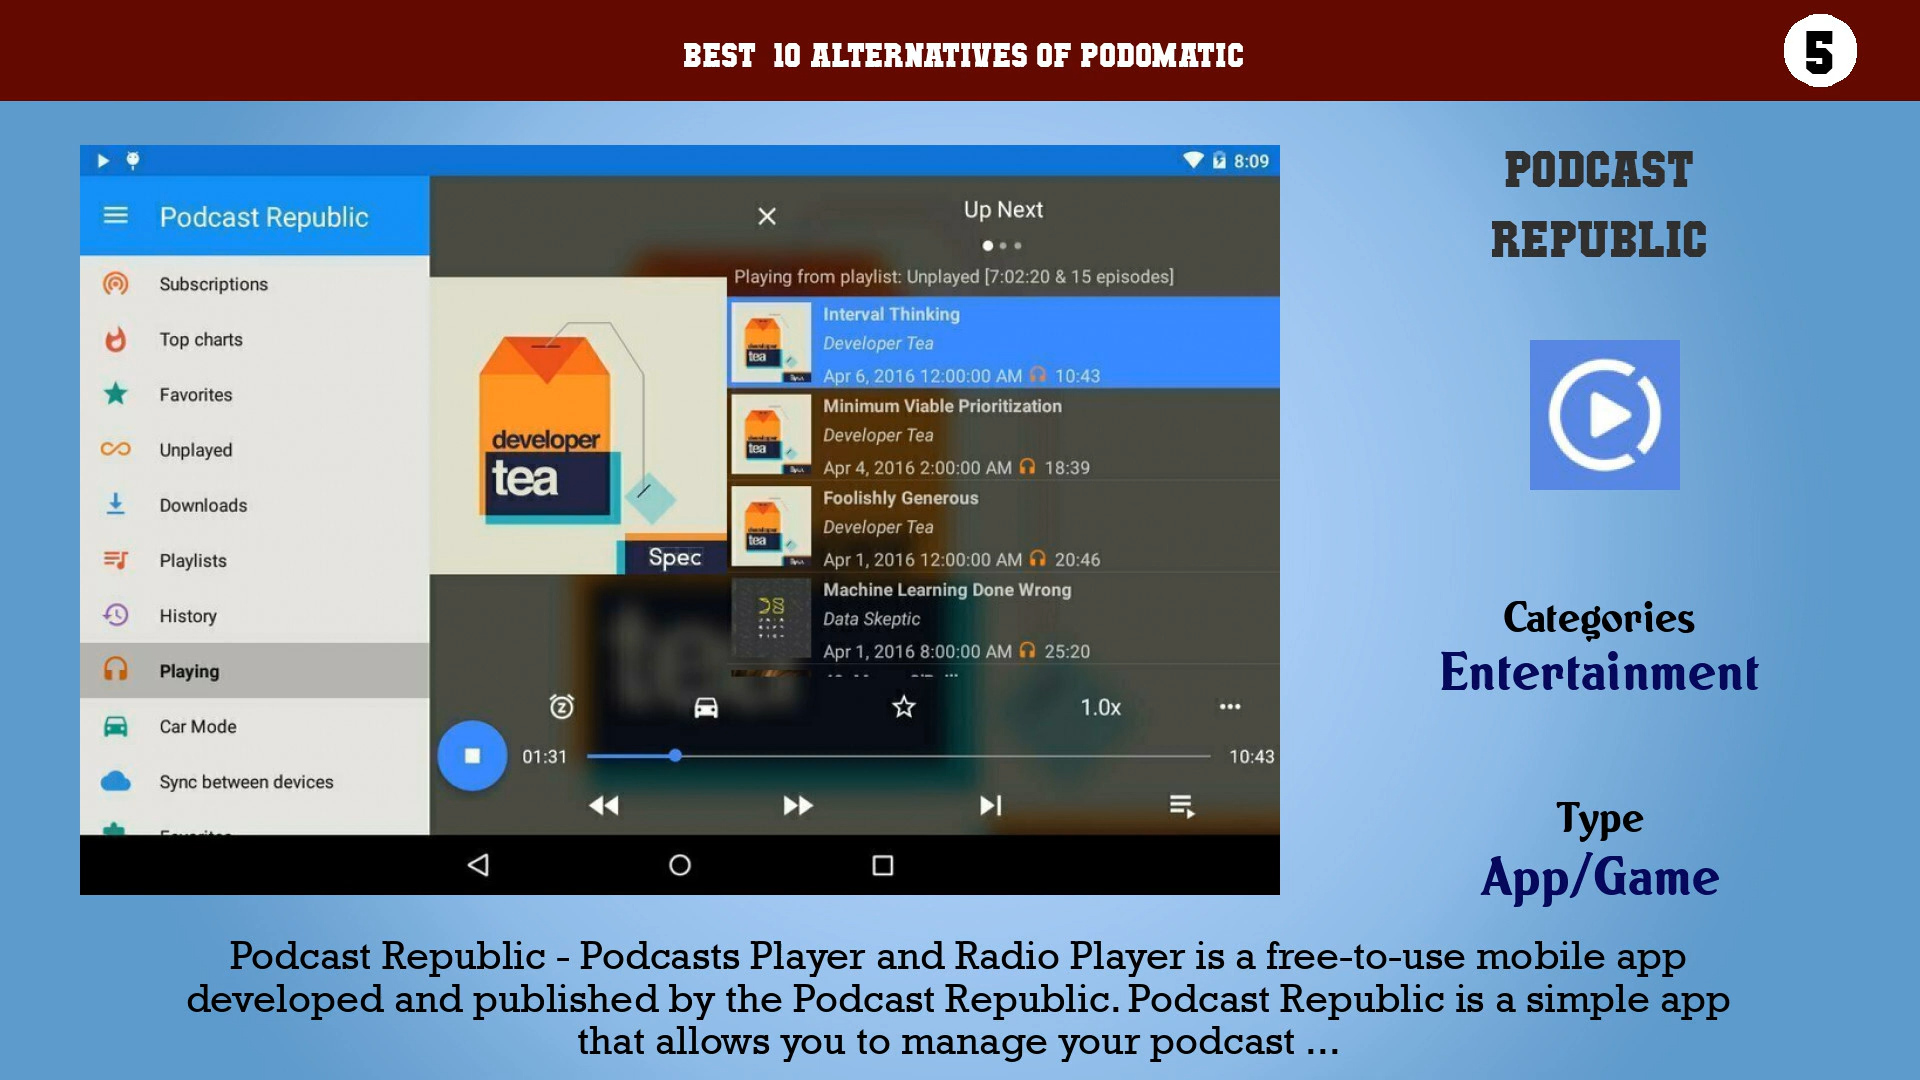 BEST 10 ALTERNATIVES OF PODOMATIC
5
8:09
Podcast Republic
Subscriptions
Top charts
Favorites
Unplayed
Downloads
Playlists
History
Playing
Car Mode
Sync between devices
Favorites
developer
tea
Spec
Up Next
Playing from playlist: Unplayed [7:02:20 & 15 episodes]
Interval Thinking
Developer Tea
Apr 6, 2016 12:00:00 AM 10:43
Minimum Viable Prioritization
Developer Tea
Apr 4, 2016 2:00:00 AM 18:39
Foolishly Generous
Developer Tea
Apr 1, 2016 12:00:00 AM 20:46
Machine Learning Done Wrong
Data Skeptic
Apr 1, 2016 8:00:00 AM 25:20
1.0x
01:31
10:43
PODCAST
REPUBLIC
Categories
Entertainment
Type
App/Game
Podcast Republic - Podcasts Player and Radio Player is a free-to-use mobile app
developed and published by the Podcast Republic. Podcast Republic is a simple app
that allows you to manage your podcast ...